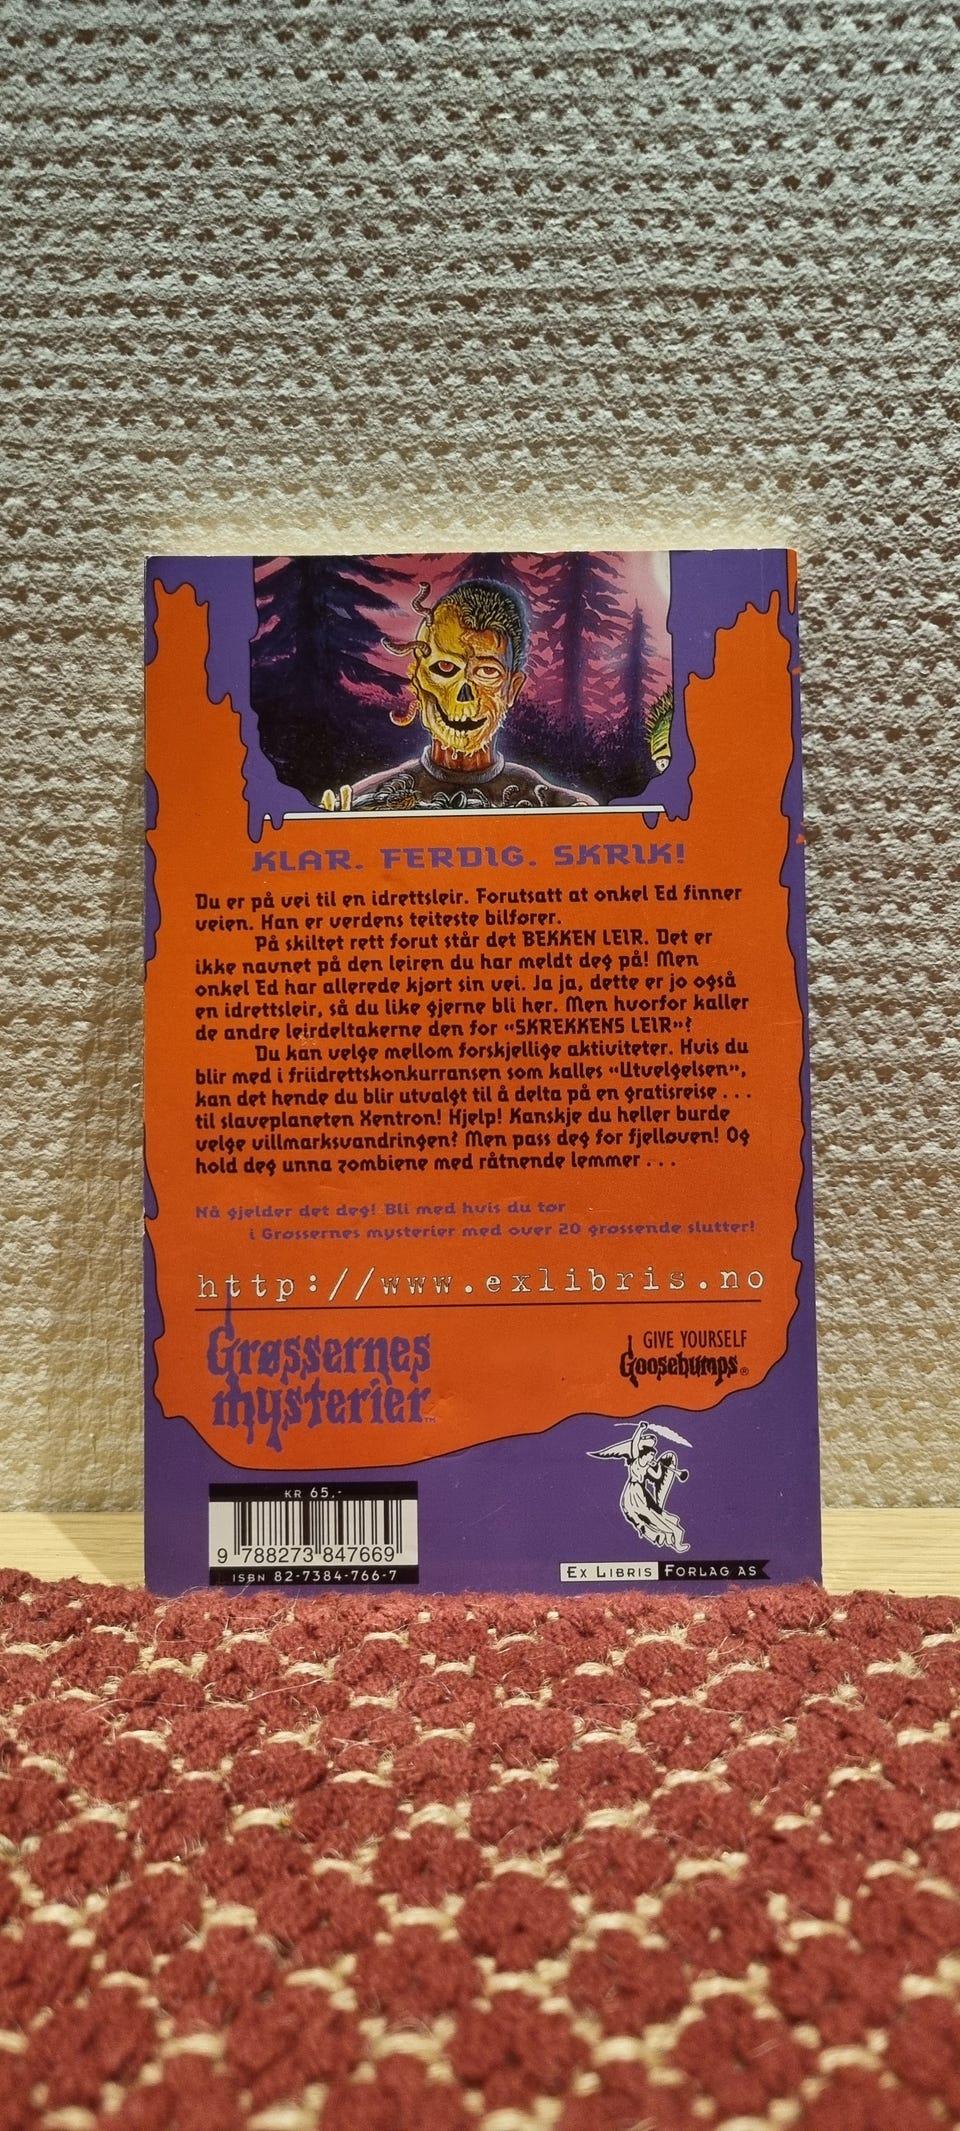 KLAR. FERDIG. SKRIK!
Du er på vei til en idrettsleir. Forutsatt at onkel Ed finner
veien. Han er verdens teiteste bilfører.
På skiltet rett forut står det BEKKEN LEIR. Det er
ikke navnet på den leiren du har meldt deg på! Men
onkel Ed har allerede kjørt sin vei. Ja ja, dette er jo også
en idrettsleir, så du like gjerne bli her. Men hvorfor kaller
de andre leirdeltakerne den for «SKREKKENS LEIR»?
Du kan velge mellom forskjellige aktiviteter. Hvis du
blir med i friidrettskonkurransen som kalles «Utvelgelsen»,
kan det hende du blir utvalgt til å delta på en gratisreise . . .
til slaveplaneten Xentron! Hjelp! Kanskje du heller burde
velge villmarksvandringen? Men pass deg for fjelløven! Og
hold deg unna zombiene med råtnende lemmer . . .
Nå gjelder det deg! Bli med hvis du tør
i Grøssernes mysterier med over 20 grøssende slutter!
http://www.exlibris.no
Grøssernes
mysterier™
GIVE YOURSELF
Goosebumps®
KR 65,-
9 788273 847669
ISBN 82-7384-766-7
EX LIBRIS FORLAG AS